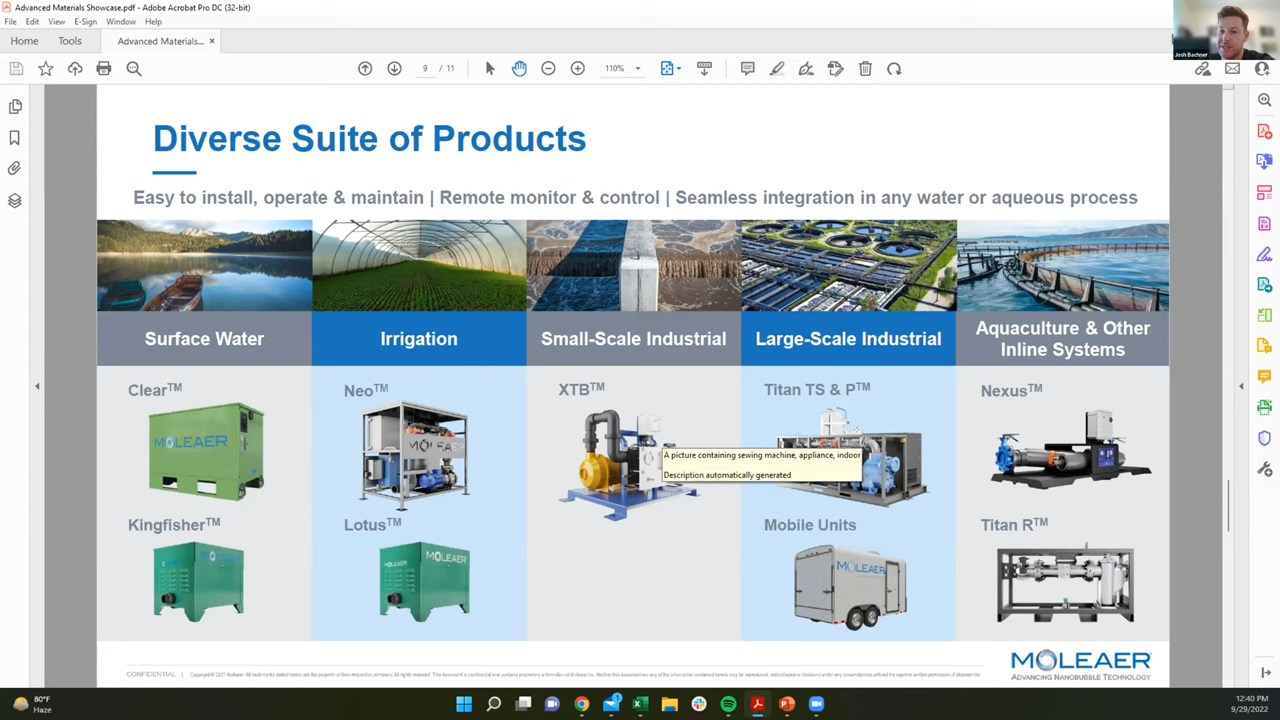 Advanced Materials Showcase.pdf - Adobe Acrobat Pro DC (32-bit)
File Edit View E-Sign Window Help
Home Tools Advanced Materials... ×
9 / 11 110%
Josh Bachner
Diverse Suite of Products
Easy to install, operate & maintain | Remote monitor & control | Seamless integration in any water or aqueous process
Surface Water
Irrigation
Small-Scale Industrial
Large-Scale Industrial
Aquaculture & Other
Inline Systems
Clear™
MOLEAER
Kingfisher™
Neo™
MOLEAER
Lotus™
MOLEAER
XTB™
A picture containing sewing machine, appliance, indoor
Description automatically generated
Titan TS & P™
Mobile Units
MOLEAER
Nexus™
Titan R™
CONFIDENTIAL |
MOLEAER
ADVANCING NANOBUBBLE TECHNOLOGY
80°F
Haze
12:40 PM
9/29/2022